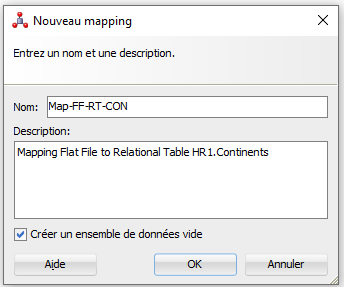 Nouveau mapping
Entrez un nom et une description.
Nom: Map-FF-RT-CON
Description:
Mapping Flat File to Relational Table HR1.Continents
Créer un ensemble de données vide
Aide OK Annuler